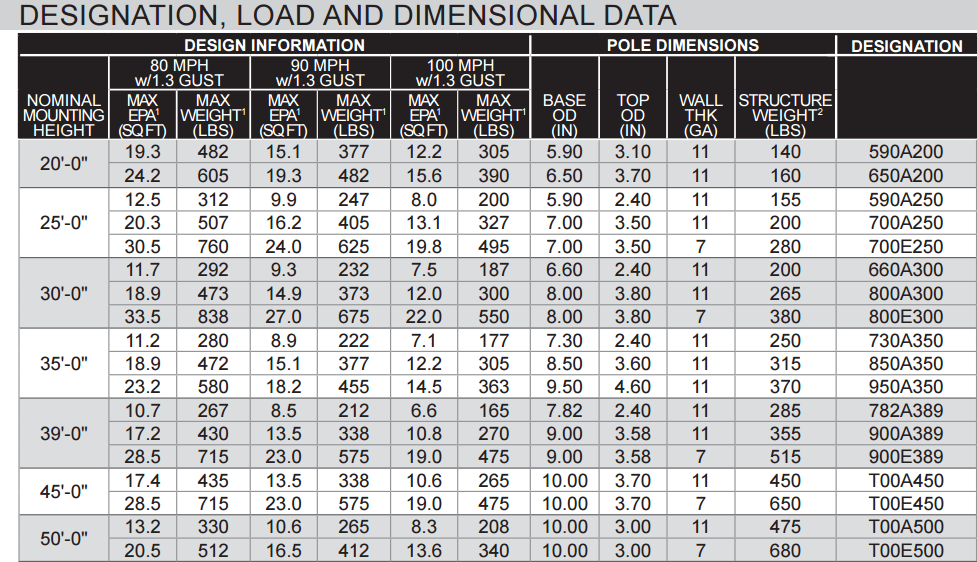 DESIGNATION, LOAD AND DIMENSIONAL DATA
DESIGN INFORMATION POLE DIMENSIONS DESIGNATION
80 MPH 90 MPH 100 MPH
w/1.3 GUST w/1.3 GUST w/1.3 GUST
NOMINAL MAX MAX MAX MAX MAX MAX BASE TOP WALL STRUCTURE
MOUNTING EPA¹ WEIGHT¹ EPA¹ WEIGHT¹ EPA¹ WEIGHT¹ OD OD THK WEIGHT²
HEIGHT (SQ FT) (LBS) (SQ FT) (LBS) (SQ FT) (LBS) (IN) (IN) (GA) (LBS)
20'-0" 19.3 482 15.1 377 12.2 305 5.90 3.10 11 140 590A200
24.2 605 19.3 482 15.6 390 6.50 3.70 11 160 650A200
12.5 312 9.9 247 8.0 200 5.90 2.40 11 155 590A250
25'-0" 20.3 507 16.2 405 13.1 327 7.00 3.50 11 200 700A250
30.5 760 24.0 625 19.8 495 7.00 3.50 7 280 700E250
11.7 292 9.3 232 7.5 187 6.60 2.40 11 200 660A300
30'-0" 18.9 473 14.9 373 12.0 300 8.00 3.80 11 265 800A300
33.5 838 27.0 675 22.0 550 8.00 3.80 7 380 800E300
11.2 280 8.9 222 7.1 177 7.30 2.40 11 250 730A350
35'-0" 18.9 472 15.1 377 12.2 305 8.50 3.60 11 315 850A350
23.2 580 18.2 455 14.5 363 9.50 4.60 11 370 950A350
10.7 267 8.5 212 6.6 165 7.82 2.40 11 285 782A389
39'-0" 17.2 430 13.5 338 10.8 270 9.00 3.58 11 355 900A389
28.5 715 23.0 575 19.0 475 9.00 3.58 7 515 900E389
45'-0" 17.4 435 13.5 338 10.6 265 10.00 3.70 11 450 T00A450
28.5 715 23.0 575 19.0 475 10.00 3.70 7 650 T00E450
50'-0" 13.2 330 10.6 265 8.3 208 10.00 3.00 11 475 T00A500
20.5 512 16.5 412 13.6 340 10.00 3.00 7 680 T00E500